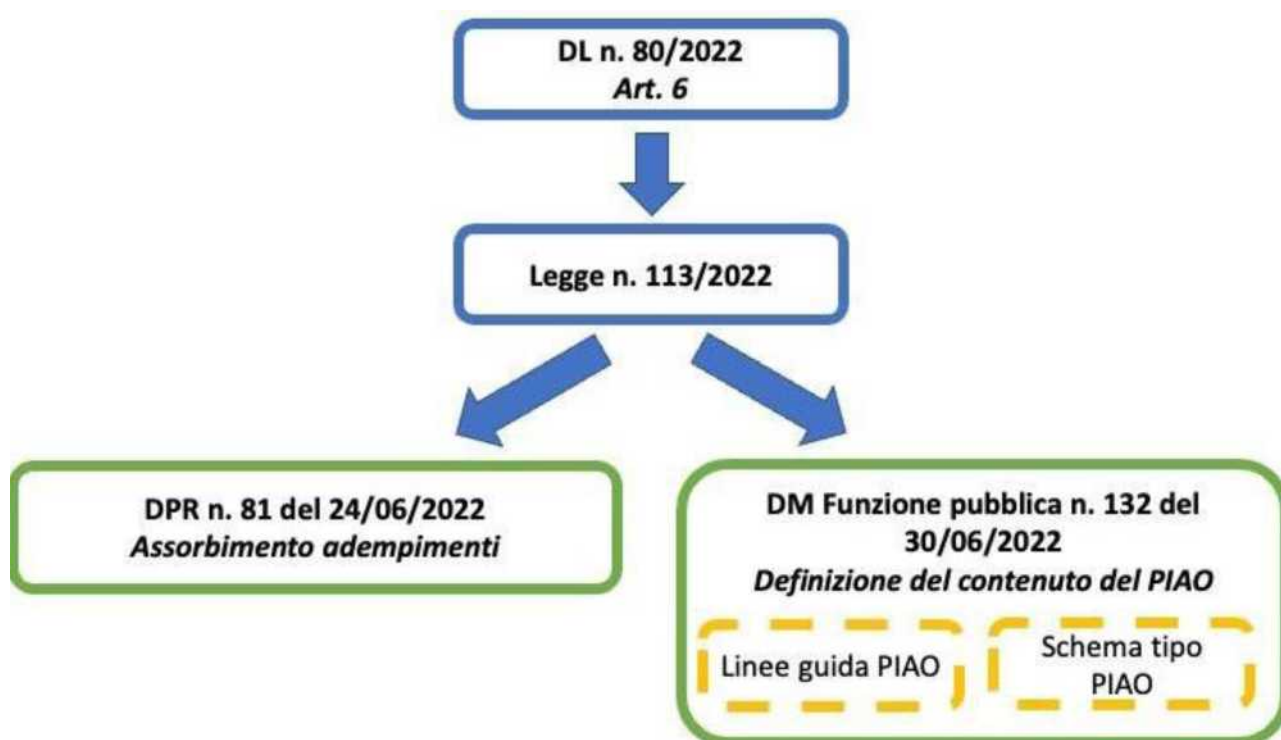 DL n. 80/2022
Art. 6
Legge n. 113/2022
DPR n. 81 del 24/06/2022
Assorbimento adempimenti
DM Funzione pubblica n. 132 del
30/06/2022
Definizione del contenuto del PIAO
Linee guida PIAO
Schema tipo
PIAO